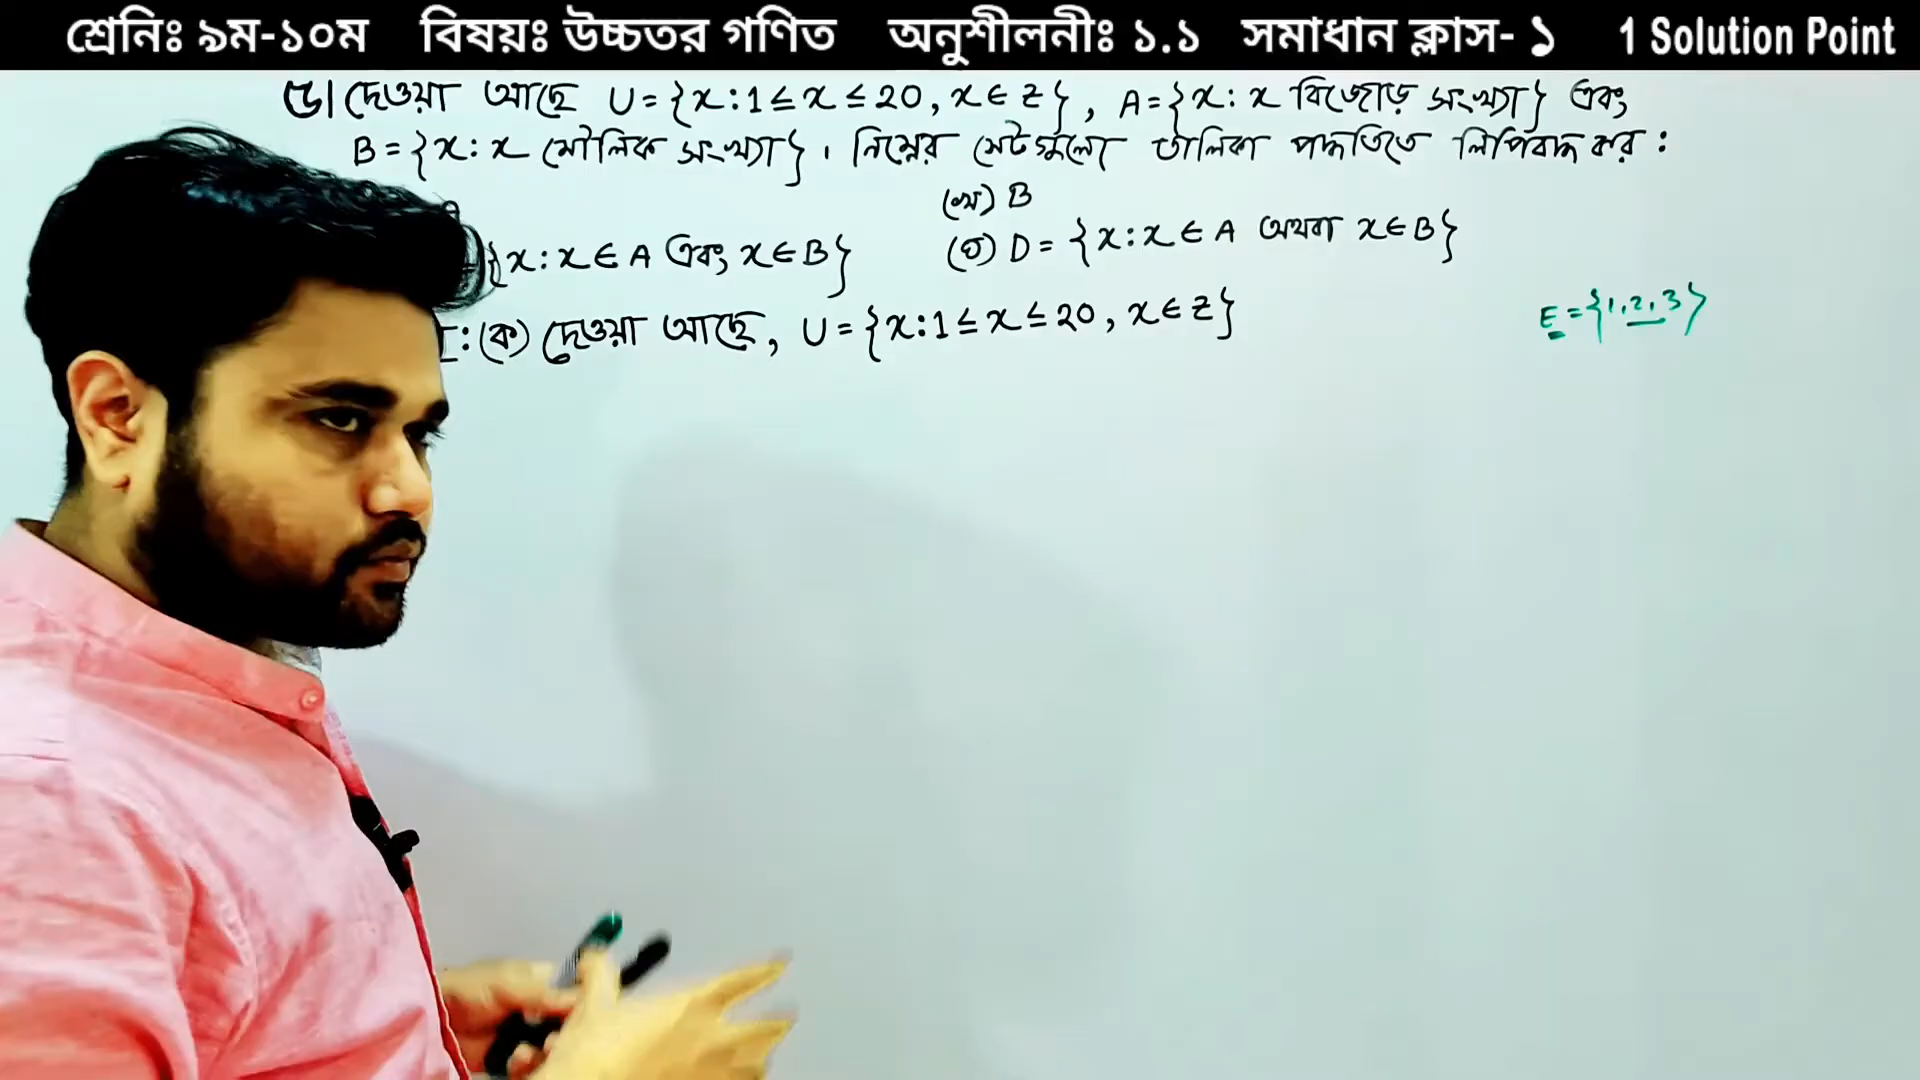 শ্রেনিঃ ৯ম-১০ম বিষয়ঃ উচ্চতর গণিত অনুশীলনীঃ ১.১ সমাধান ক্লাস- ১ 1 Solution Point
৫। দেওয়া আছে U = {x : 1 ≤ x ≤ 20, x ∈ Z}, A = {x : x বিজোড় সংখ্যা} এবং
B = {x : x মৌলিক সংখ্যা}। নিম্নের সেটগুলো তালিকা পদ্ধতিতে লিপিবদ্ধ কর :
(খ) B
{x : x ∈ A এবং x ∈ B} (ঘ) D = {x : x ∈ A অথবা x ∈ B}
: (ক) দেওয়া আছে, U = {x : 1 ≤ x ≤ 20, x ∈ Z}
E = {1, 2, 3}